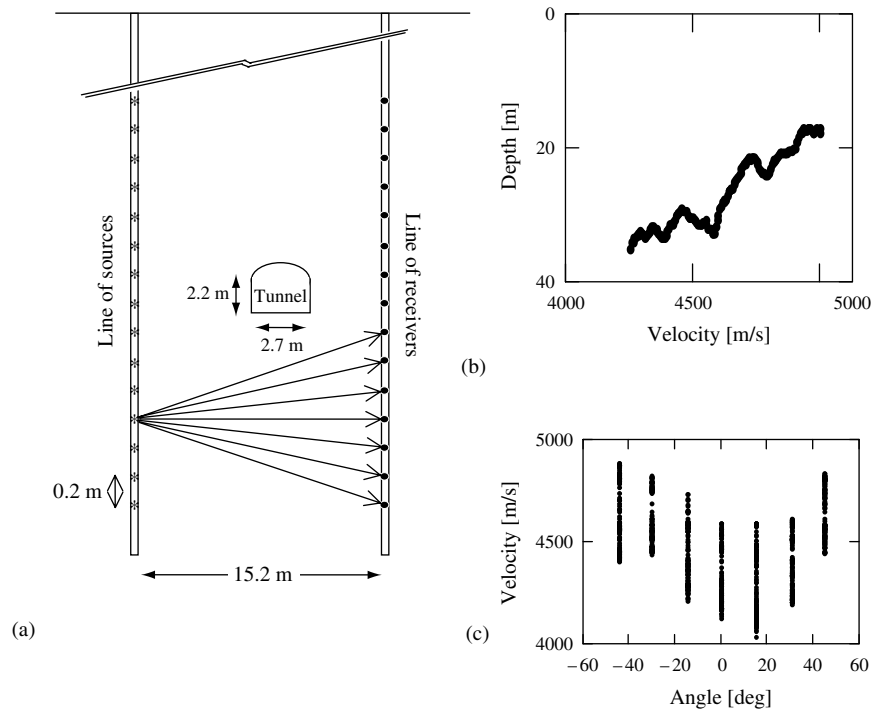 Line of sources
Line of receivers
2.2 m
Tunnel
2.7 m
0.2 m
15.2 m
(a)
0
20
40
Depth [m]
4000
4500
5000
Velocity [m/s]
(b)
5000
4500
4000
Velocity [m/s]
−60
−40
−20
0
20
40
60
Angle [deg]
(c)